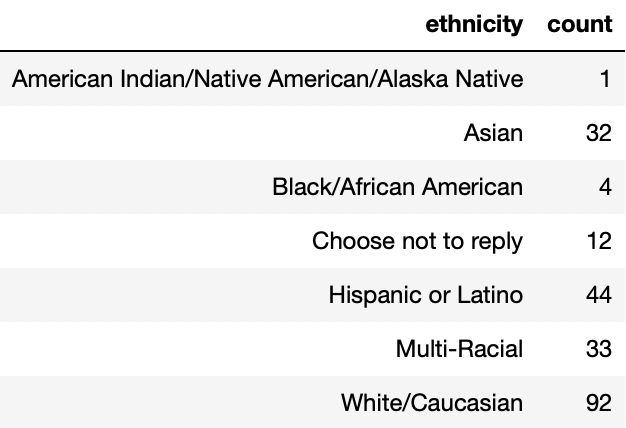 ethnicity count
American Indian/Native American/Alaska Native 1
Asian 32
Black/African American 4
Choose not to reply 12
Hispanic or Latino 44
Multi-Racial 33
White/Caucasian 92